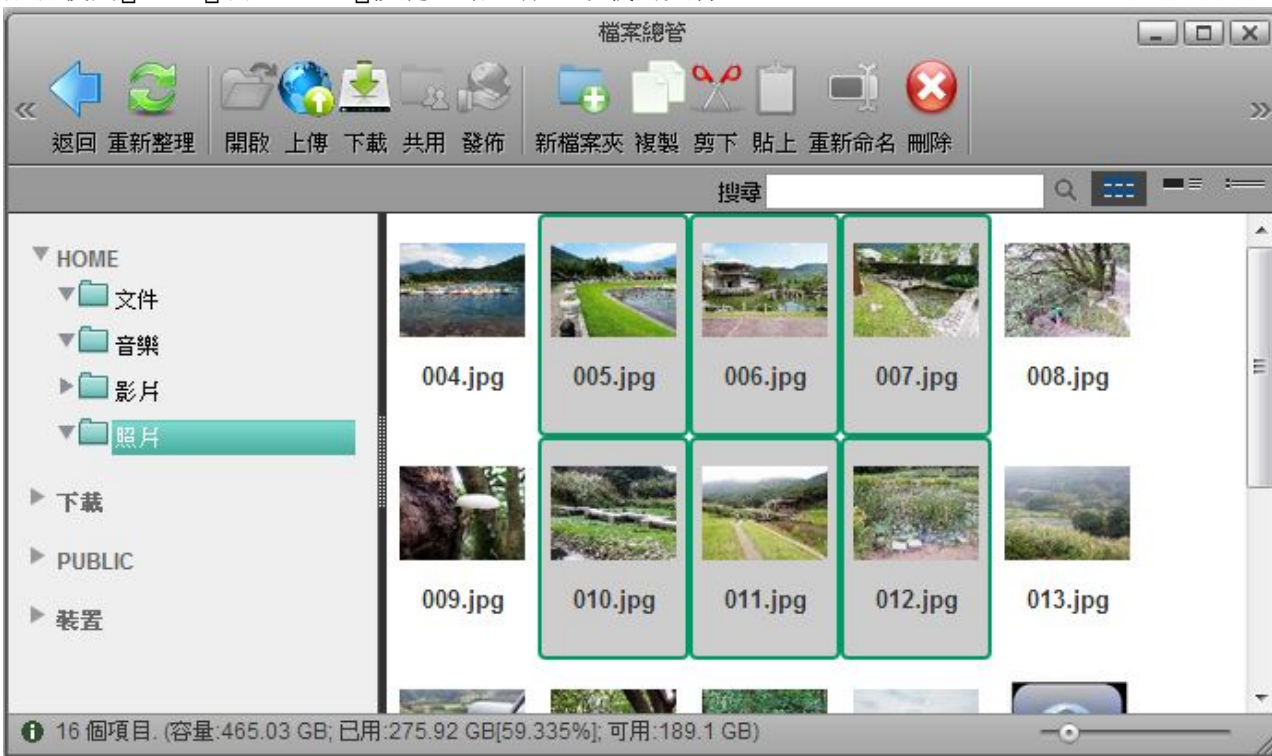 檔案總管
« 返回 重新整理 開啟 上傳 下載 共用 發佈 新檔案夾 複製 剪下 貼上 重新命名 刪除 »
搜尋
HOME
文件
音樂
影片
照片
下載
PUBLIC
裝置
004.jpg 005.jpg 006.jpg 007.jpg 008.jpg
009.jpg 010.jpg 011.jpg 012.jpg 013.jpg
16 個項目. (容量:465.03 GB; 已用:275.92 GB[59.335%]; 可用:189.1 GB)